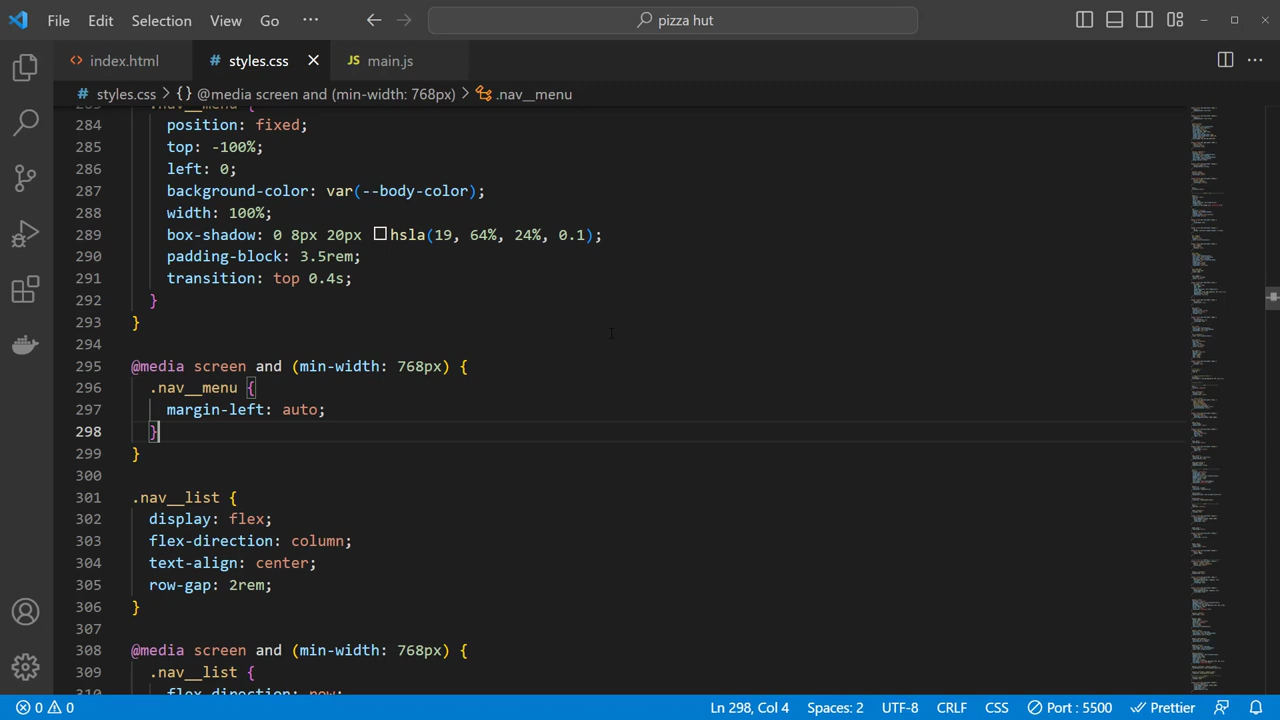 File Edit Selection View Go ··· pizza hut
index.html # styles.css JS main.js
# styles.css > {} @media screen and (min-width: 768px) > .nav__menu
283 .nav__menu {
284 position: fixed;
285 top: -100%;
286 left: 0;
287 background-color: var(--body-color);
288 width: 100%;
289 box-shadow: 0 8px 20px hsla(19, 64%, 24%, 0.1);
290 padding-block: 3.5rem;
291 transition: top 0.4s;
292 }
293 }
294
295 @media screen and (min-width: 768px) {
296 .nav__menu {
297 margin-left: auto;
298 }
299 }
300
301 .nav__list {
302 display: flex;
303 flex-direction: column;
304 text-align: center;
305 row-gap: 2rem;
306 }
307
308 @media screen and (min-width: 768px) {
309 .nav__list {
310 flex-direction: row;
0 0 Ln 298, Col 4 Spaces: 2 UTF-8 CRLF CSS Port : 5500 Prettier